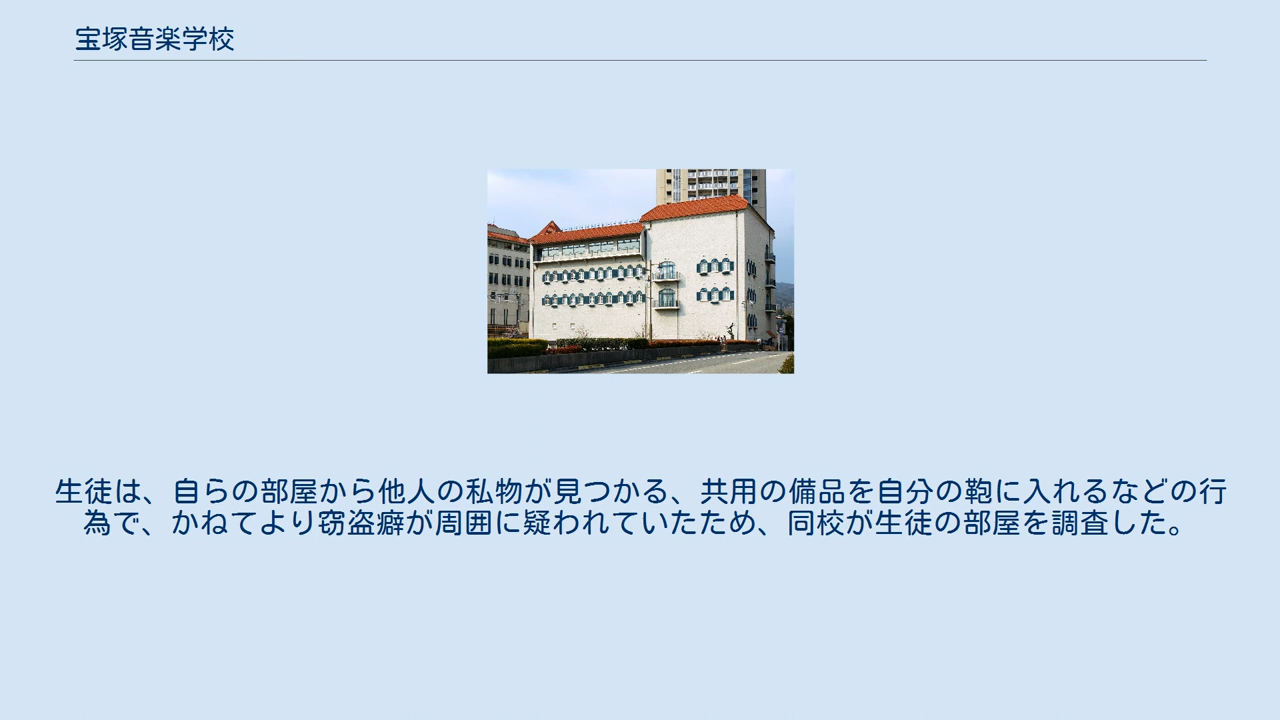 宝塚音楽学校
生徒は、自らの部屋から他人の私物が見つかる、共用の備品を自分の鞄に入れるなどの行
為で、かねてより窃盗癖が周囲に疑われていたため、同校が生徒の部屋を調査した。